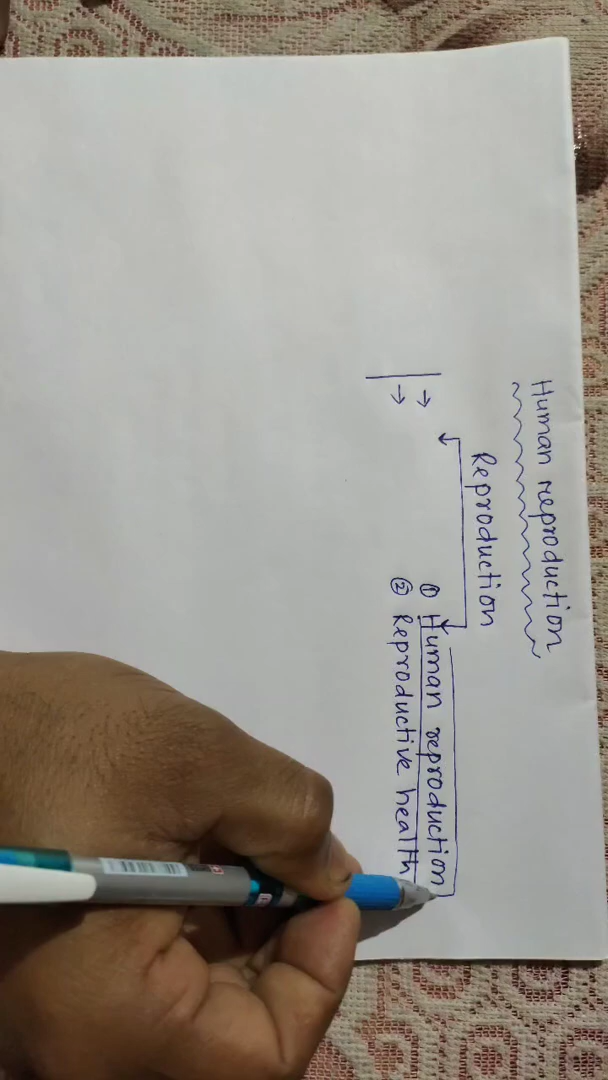 Human reproduction
Reproduction
① Human reproduction
② Reproductive health